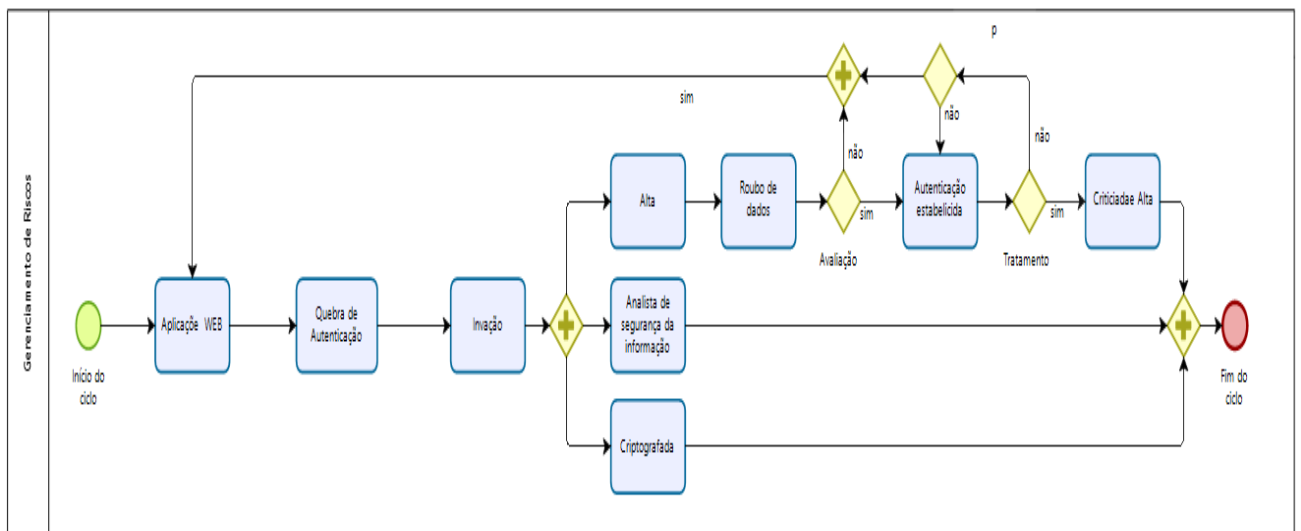 Gerenciamento de Riscos
Início do
ciclo
Aplicaçõe WEB
Quebra de
Autenticação
Invação
Alta
Roubo de
dados
Avaliação
não
sim
sim
Autenticação
estabelicida
não
p
Tratamento
não
sim
Criticiadae Alta
Analista de
segurança da
informação
Criptografada
Fim do
ciclo